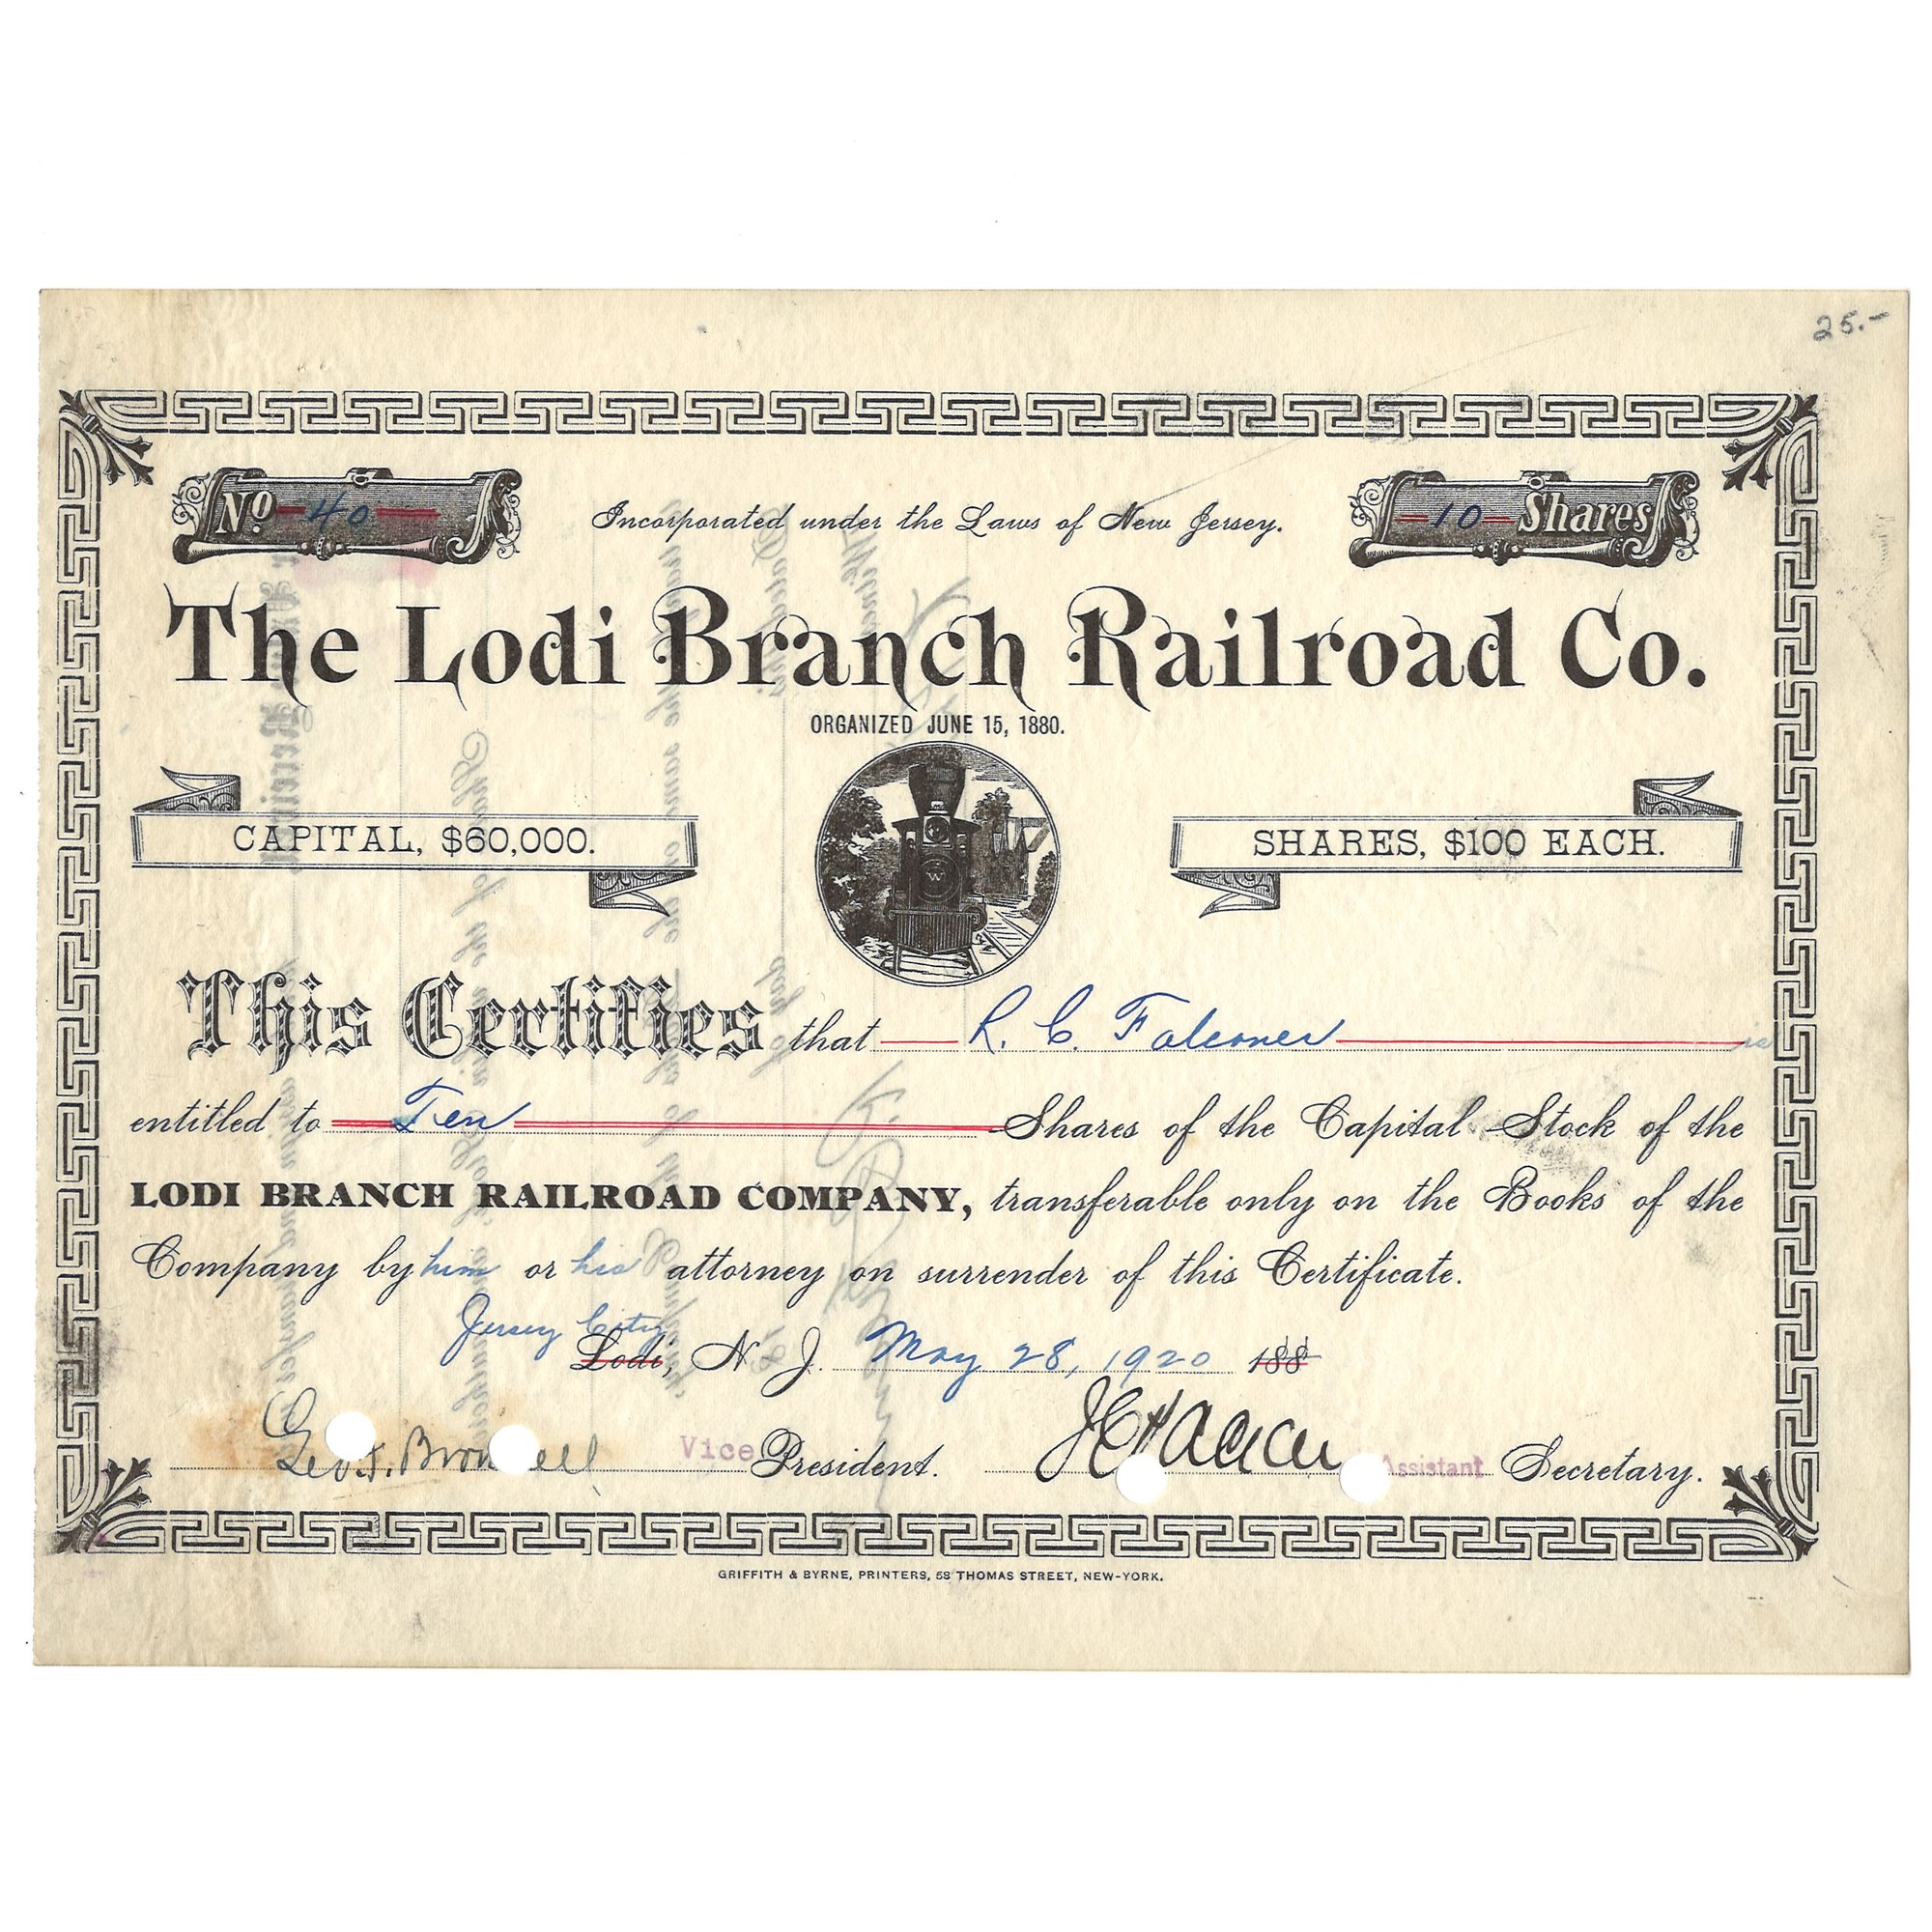 25.-
No 40
Incorporated under the Laws of New Jersey.
10 Shares
The Lodi Branch Railroad Co.
ORGANIZED JUNE 15, 1880.
CAPITAL, $60,000.
SHARES, $100 EACH.
W
This Certifies that R. C. Falconer is
entitled to Ten Shares of the Capital Stock of the
LODI BRANCH RAILROAD COMPANY, transferable only on the Books of the
Company by him or his attorney on surrender of this Certificate.
Jersey City
Lodi, N. J. May 28, 1920 188
Geo. F. Brownell Vice President. Assistant Secretary.
GRIFFITH & BYRNE, PRINTERS, 58 THOMAS STREET, NEW-YORK.